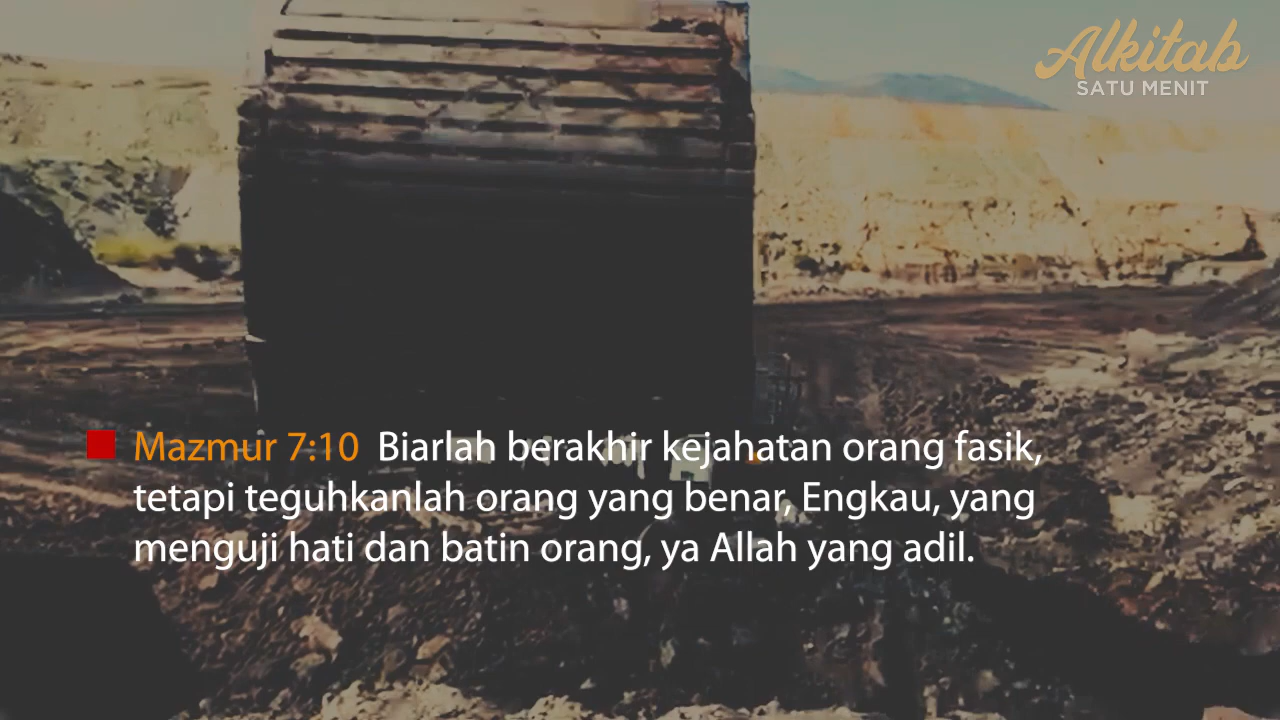 Alkitab
SATU MENIT
Mazmur 7:10 Biarlah berakhir kejahatan orang fasik,
tetapi teguhkanlah orang yang benar, Engkau, yang
menguji hati dan batin orang, ya Allah yang adil.